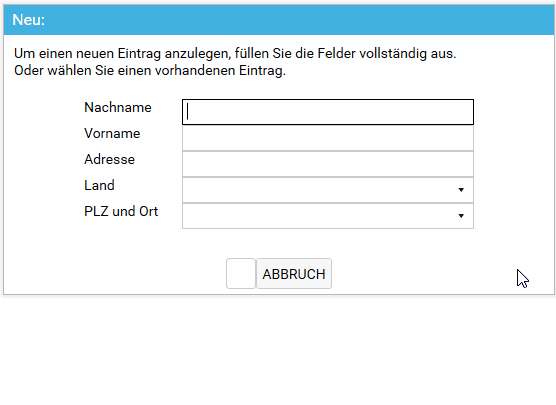 Neu:
Um einen neuen Eintrag anzulegen, füllen Sie die Felder vollständig aus.
Oder wählen Sie einen vorhandenen Eintrag.
Nachname
Vorname
Adresse
Land
PLZ und Ort
ABBRUCH